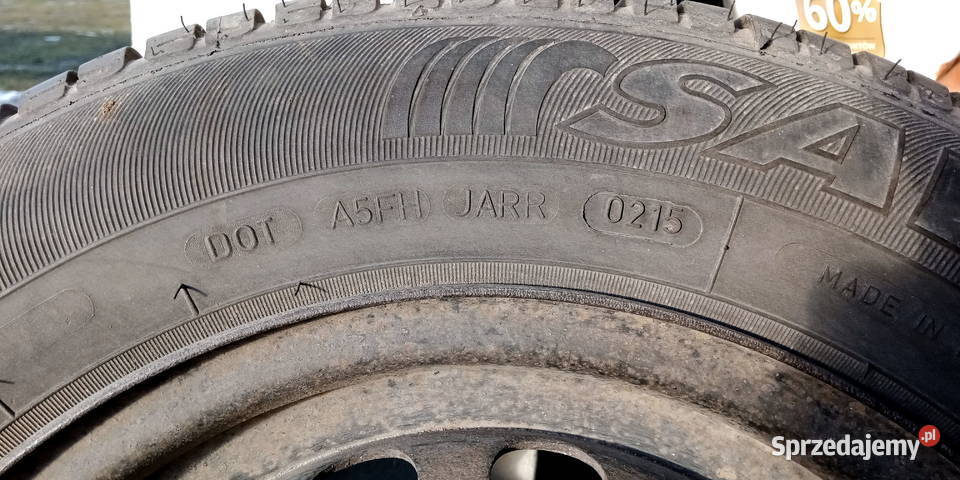 60%
SA
DOT A5FH JARR 0215
MADE IN
Sprzedajemy.pl